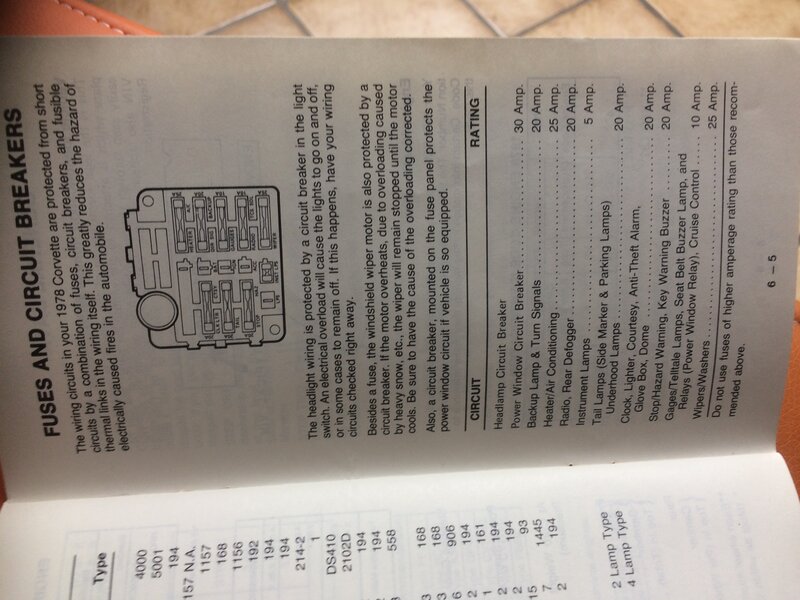 Type
4000
5001
194
157 N.A.
1157
168
1156
192
194
194
214-2
1
DS410
2102D
194
194
558
3 168
3 168
6 906
2 194
1 161
2 194
2 194
15 93
7 1445
2 194
2 Lamp Type
4 Lamp Type
FUSES AND CIRCUIT BREAKERS
The wiring circuits in your 1978 Corvette are protected from short
circuits by a combination of fuses, circuit breakers, and fusible
thermal links in the wiring itself. This greatly reduces the hazard of
electrically caused fires in the automobile.
The headlight wiring is protected by a circuit breaker in the light
switch. An electrical overload will cause the lights to go on and off,
or in some cases to remain off. If this happens, have your wiring
circuits checked right away.
Besides a fuse, the windshield wiper motor is also protected by a
circuit breaker. If the motor overheats, due to overloading caused
by heavy snow, etc., the wiper will remain stopped until the motor
cools. Be sure to have the cause of the overloading corrected.
Also, a circuit breaker, mounted on the fuse panel protects the
power window circuit if vehicle is so equipped.
CIRCUIT RATING
Headlamp Circuit Breaker
Power Window Circuit Breaker ........ 30 Amp.
Backup Lamp & Turn Signals ........ 20 Amp.
Heater/Air Conditioning ........ 25 Amp.
Radio, Rear Defogger ........ 20 Amp.
Instrument Lamps ........ 5 Amp.
Tail Lamps (Side Marker & Parking Lamps)
Underhood Lamps ........ 20 Amp.
Clock, Lighter, Courtesy, Anti-Theft Alarm,
Glove Box, Dome ........ 20 Amp.
Stop/Hazard Warning, Key Warning Buzzer ........ 20 Amp.
Gages/Telltale Lamps, Seat Belt Buzzer Lamp, and
Relays (Power Window Relay), Cruise Control ........ 10 Amp.
Wipers/Washers ........ 25 Amp.
Do not use fuses of higher amperage rating than those recom-
mended above.
6 – 5